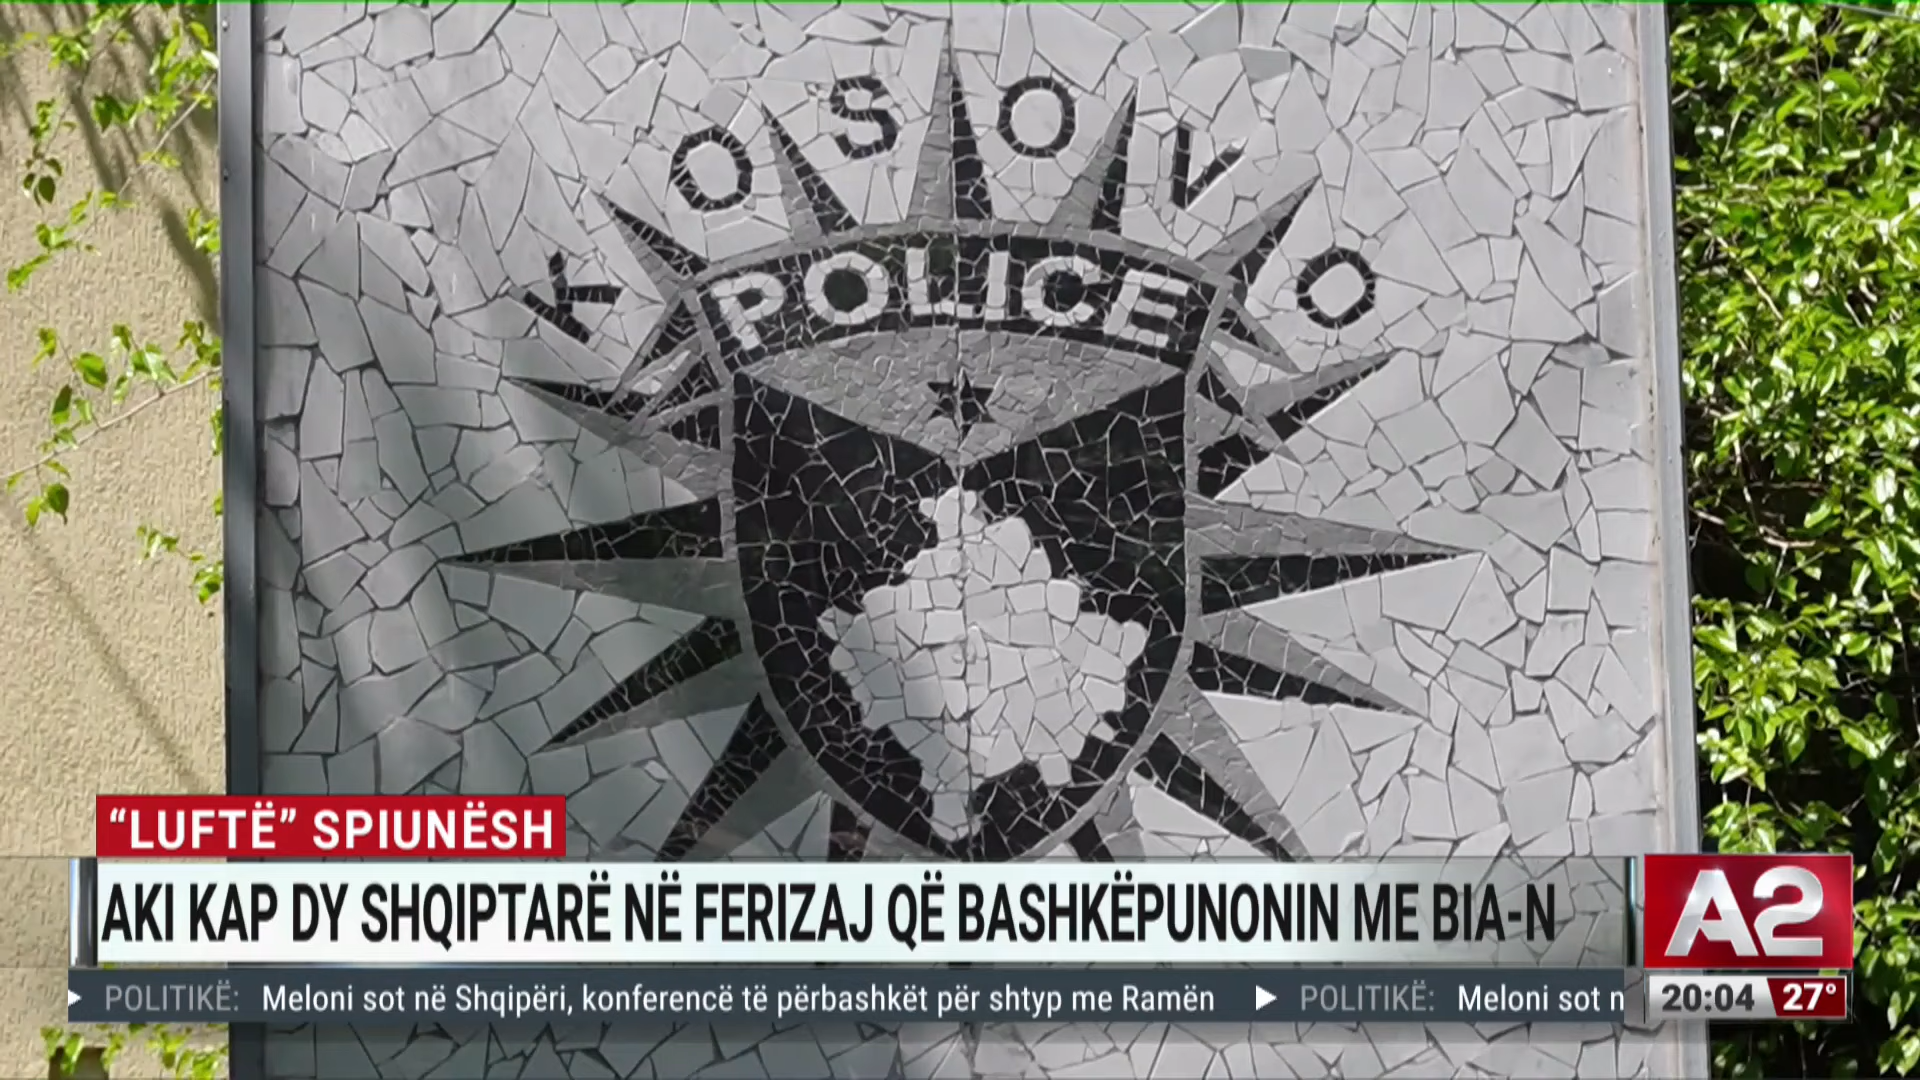 KOSOVO
POLICE
“LUFTË” SPIUNËSH
AKI KAP DY SHQIPTARË NË FERIZAJ QË BASHKËPUNONIN ME BIA-N
A2
POLITIKË: Meloni sot në Shqipëri, konferencë të përbashkët për shtyp me Ramën POLITIKË: Meloni sot n
20:04 27°